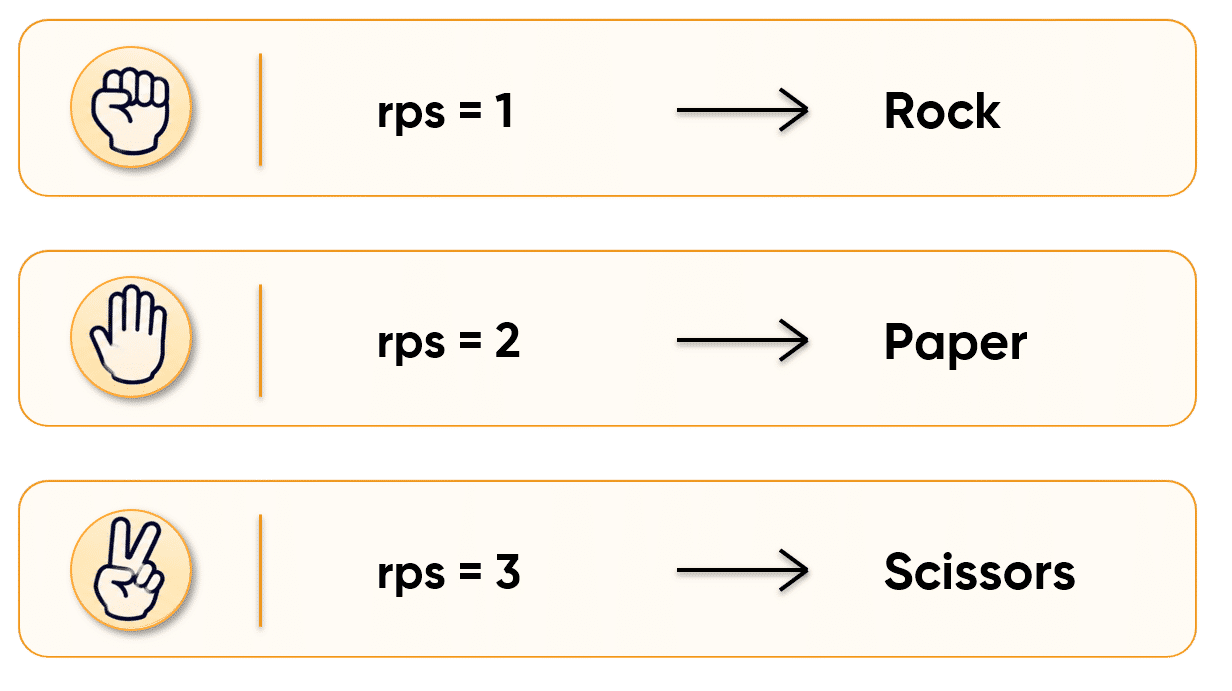 rps = 1 Rock
rps = 2 Paper
rps = 3 Scissors